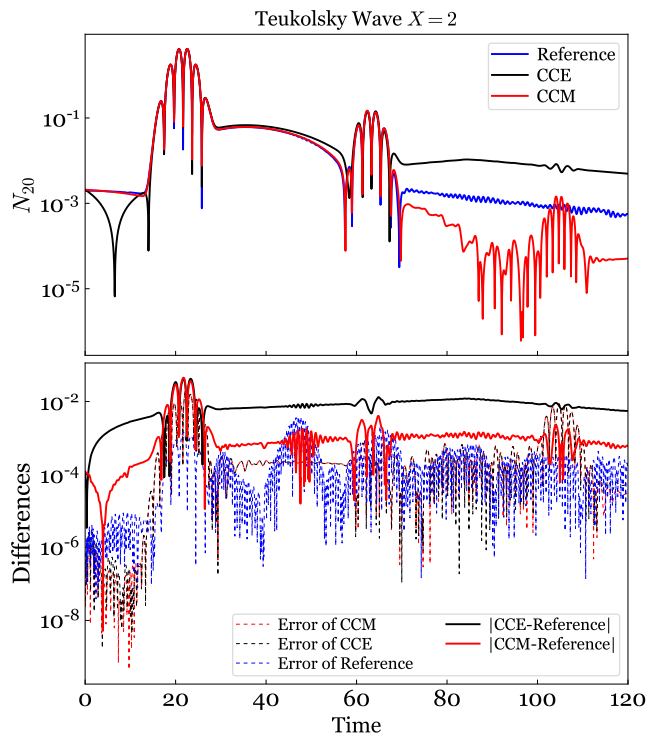 Teukolsky Wave X = 2
Reference
CCE
CCM
N₂₀
10⁻¹
10⁻³
10⁻⁵
Differences
10⁻²
10⁻⁴
10⁻⁶
10⁻⁸
Error of CCM
Error of CCE
Error of Reference
|CCE-Reference|
|CCM-Reference|
0 20 40 60 80 100 120
Time